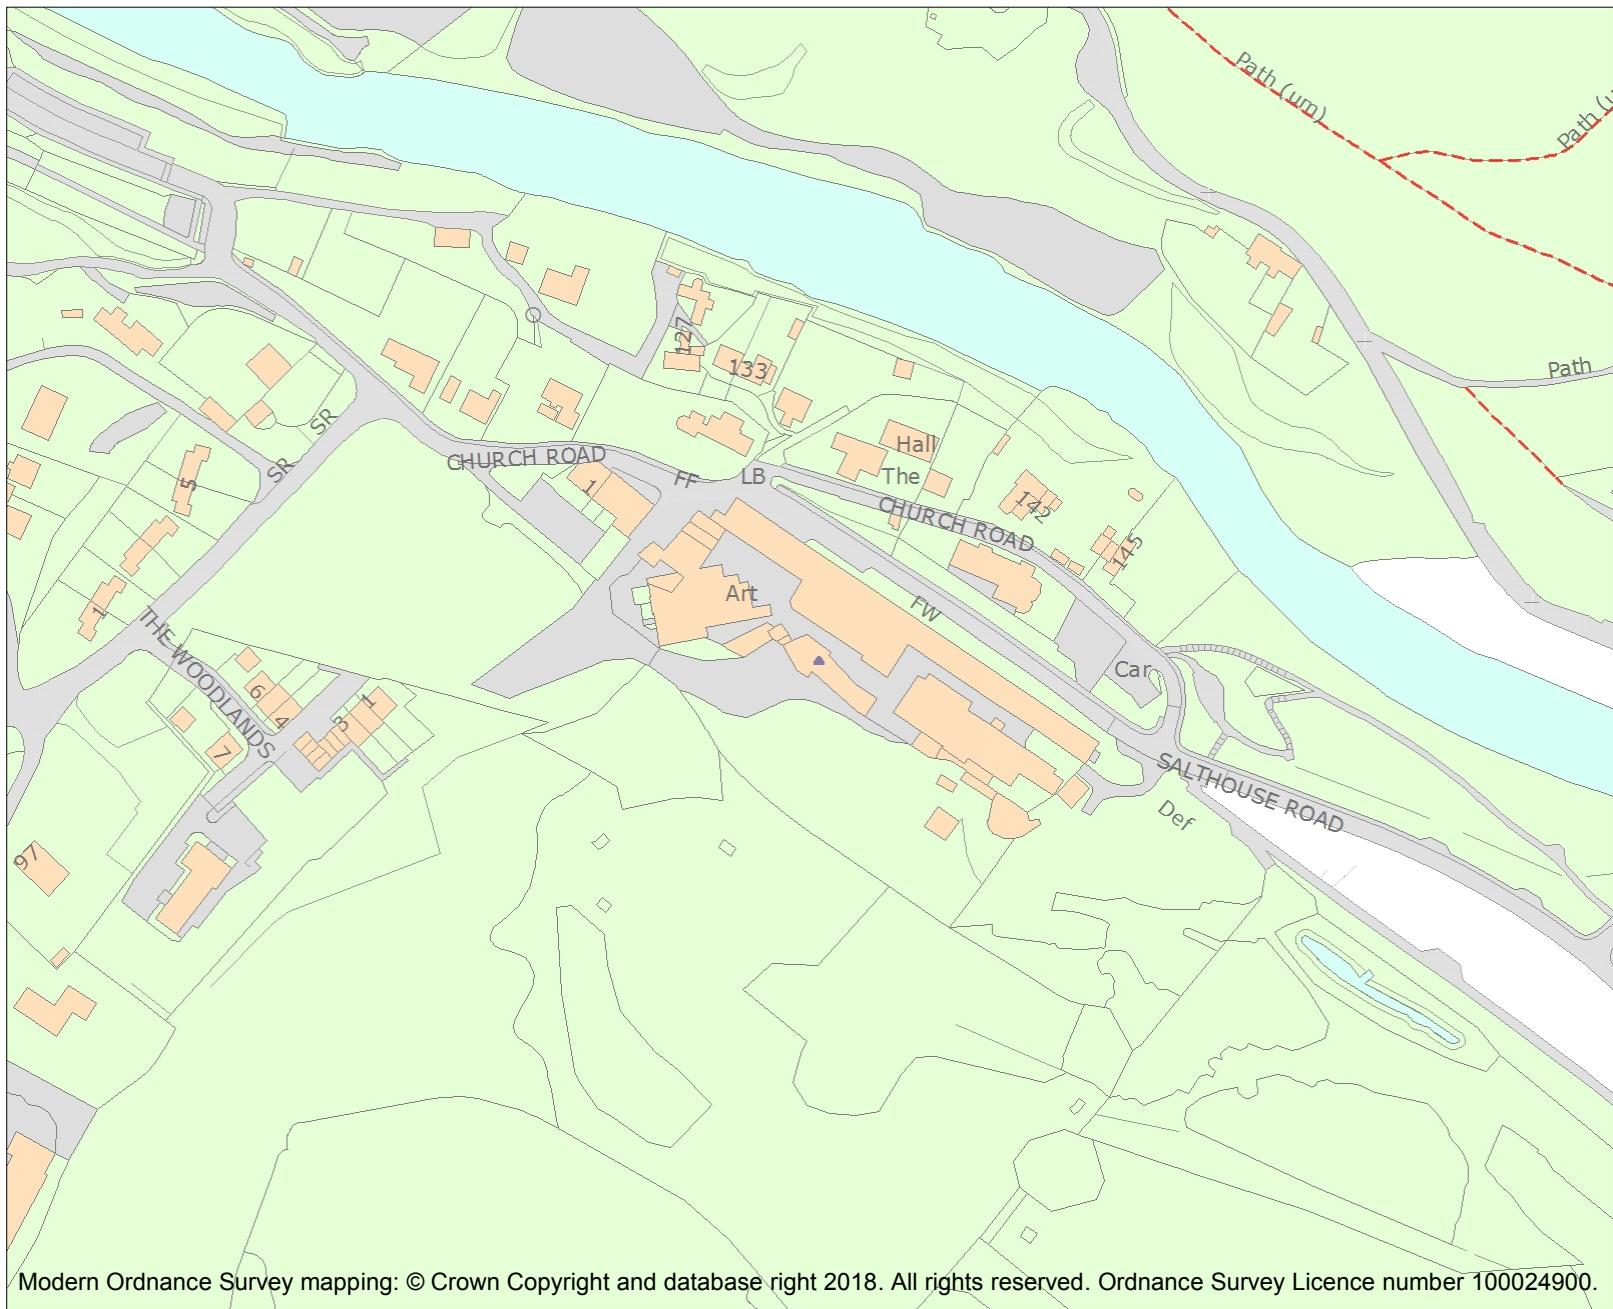 Path (um)
Path
127
133
SR
SR
CHURCH ROAD
FF
LB
Hall
The
5
1
142
CHURCH ROAD
145
Art
FW
1
THE WOODLANDS
6
4
3
1
7
Car
SALTHOUSE ROAD
Def
97
Modern Ordnance Survey mapping: © Crown Copyright and database right 2018. All rights reserved. Ordnance Survey Licence number 100024900.